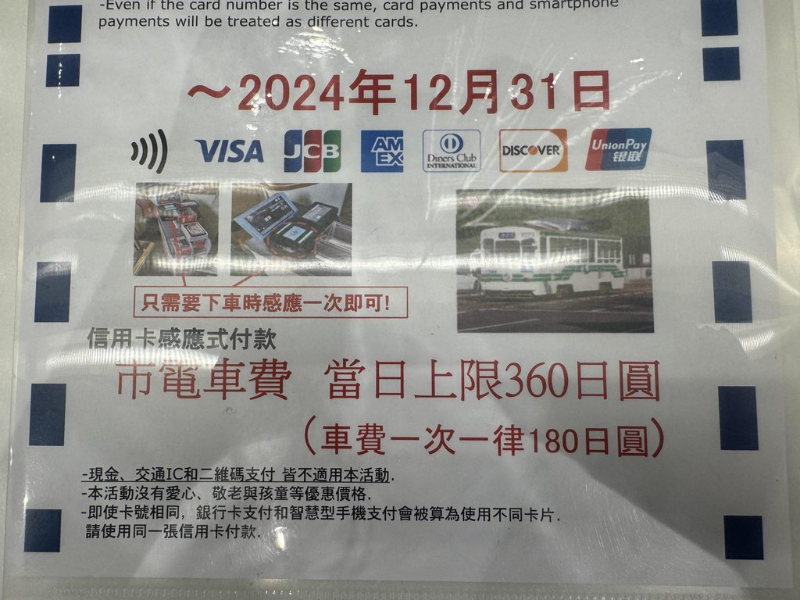 -Even if the card number is the same, card payments and smartphone
payments will be treated as different cards.
～2024年12月31日
VISA
JCB
AM
EX
Diners Club
INTERNATIONAL
DISCOVER
UnionPay
银联
只需要下車時感應一次即可!
信用卡感應式付款
市電車費 當日上限360日圓
（車費一次一律180日圓）
-現金、交通IC和二維碼支付 皆不適用本活動.
-本活動沒有愛心、敬老與孩童等優惠價格.
-即使卡號相同，銀行卡支付和智慧型手機支付會被算為使用不同卡片.
請使用同一張信用卡付款.